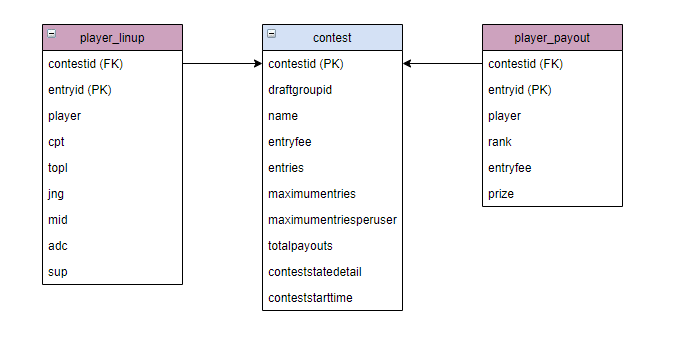 player_linup
contestid (FK)
entryid (PK)
player
cpt
topl
jng
mid
adc
sup
contest
contestid (PK)
draftgroupid
name
entryfee
entries
maximumentries
maximumentriesperuser
totalpayouts
conteststatedetail
conteststarttime
player_payout
contestid (FK)
entryid (PK)
player
rank
entryfee
prize